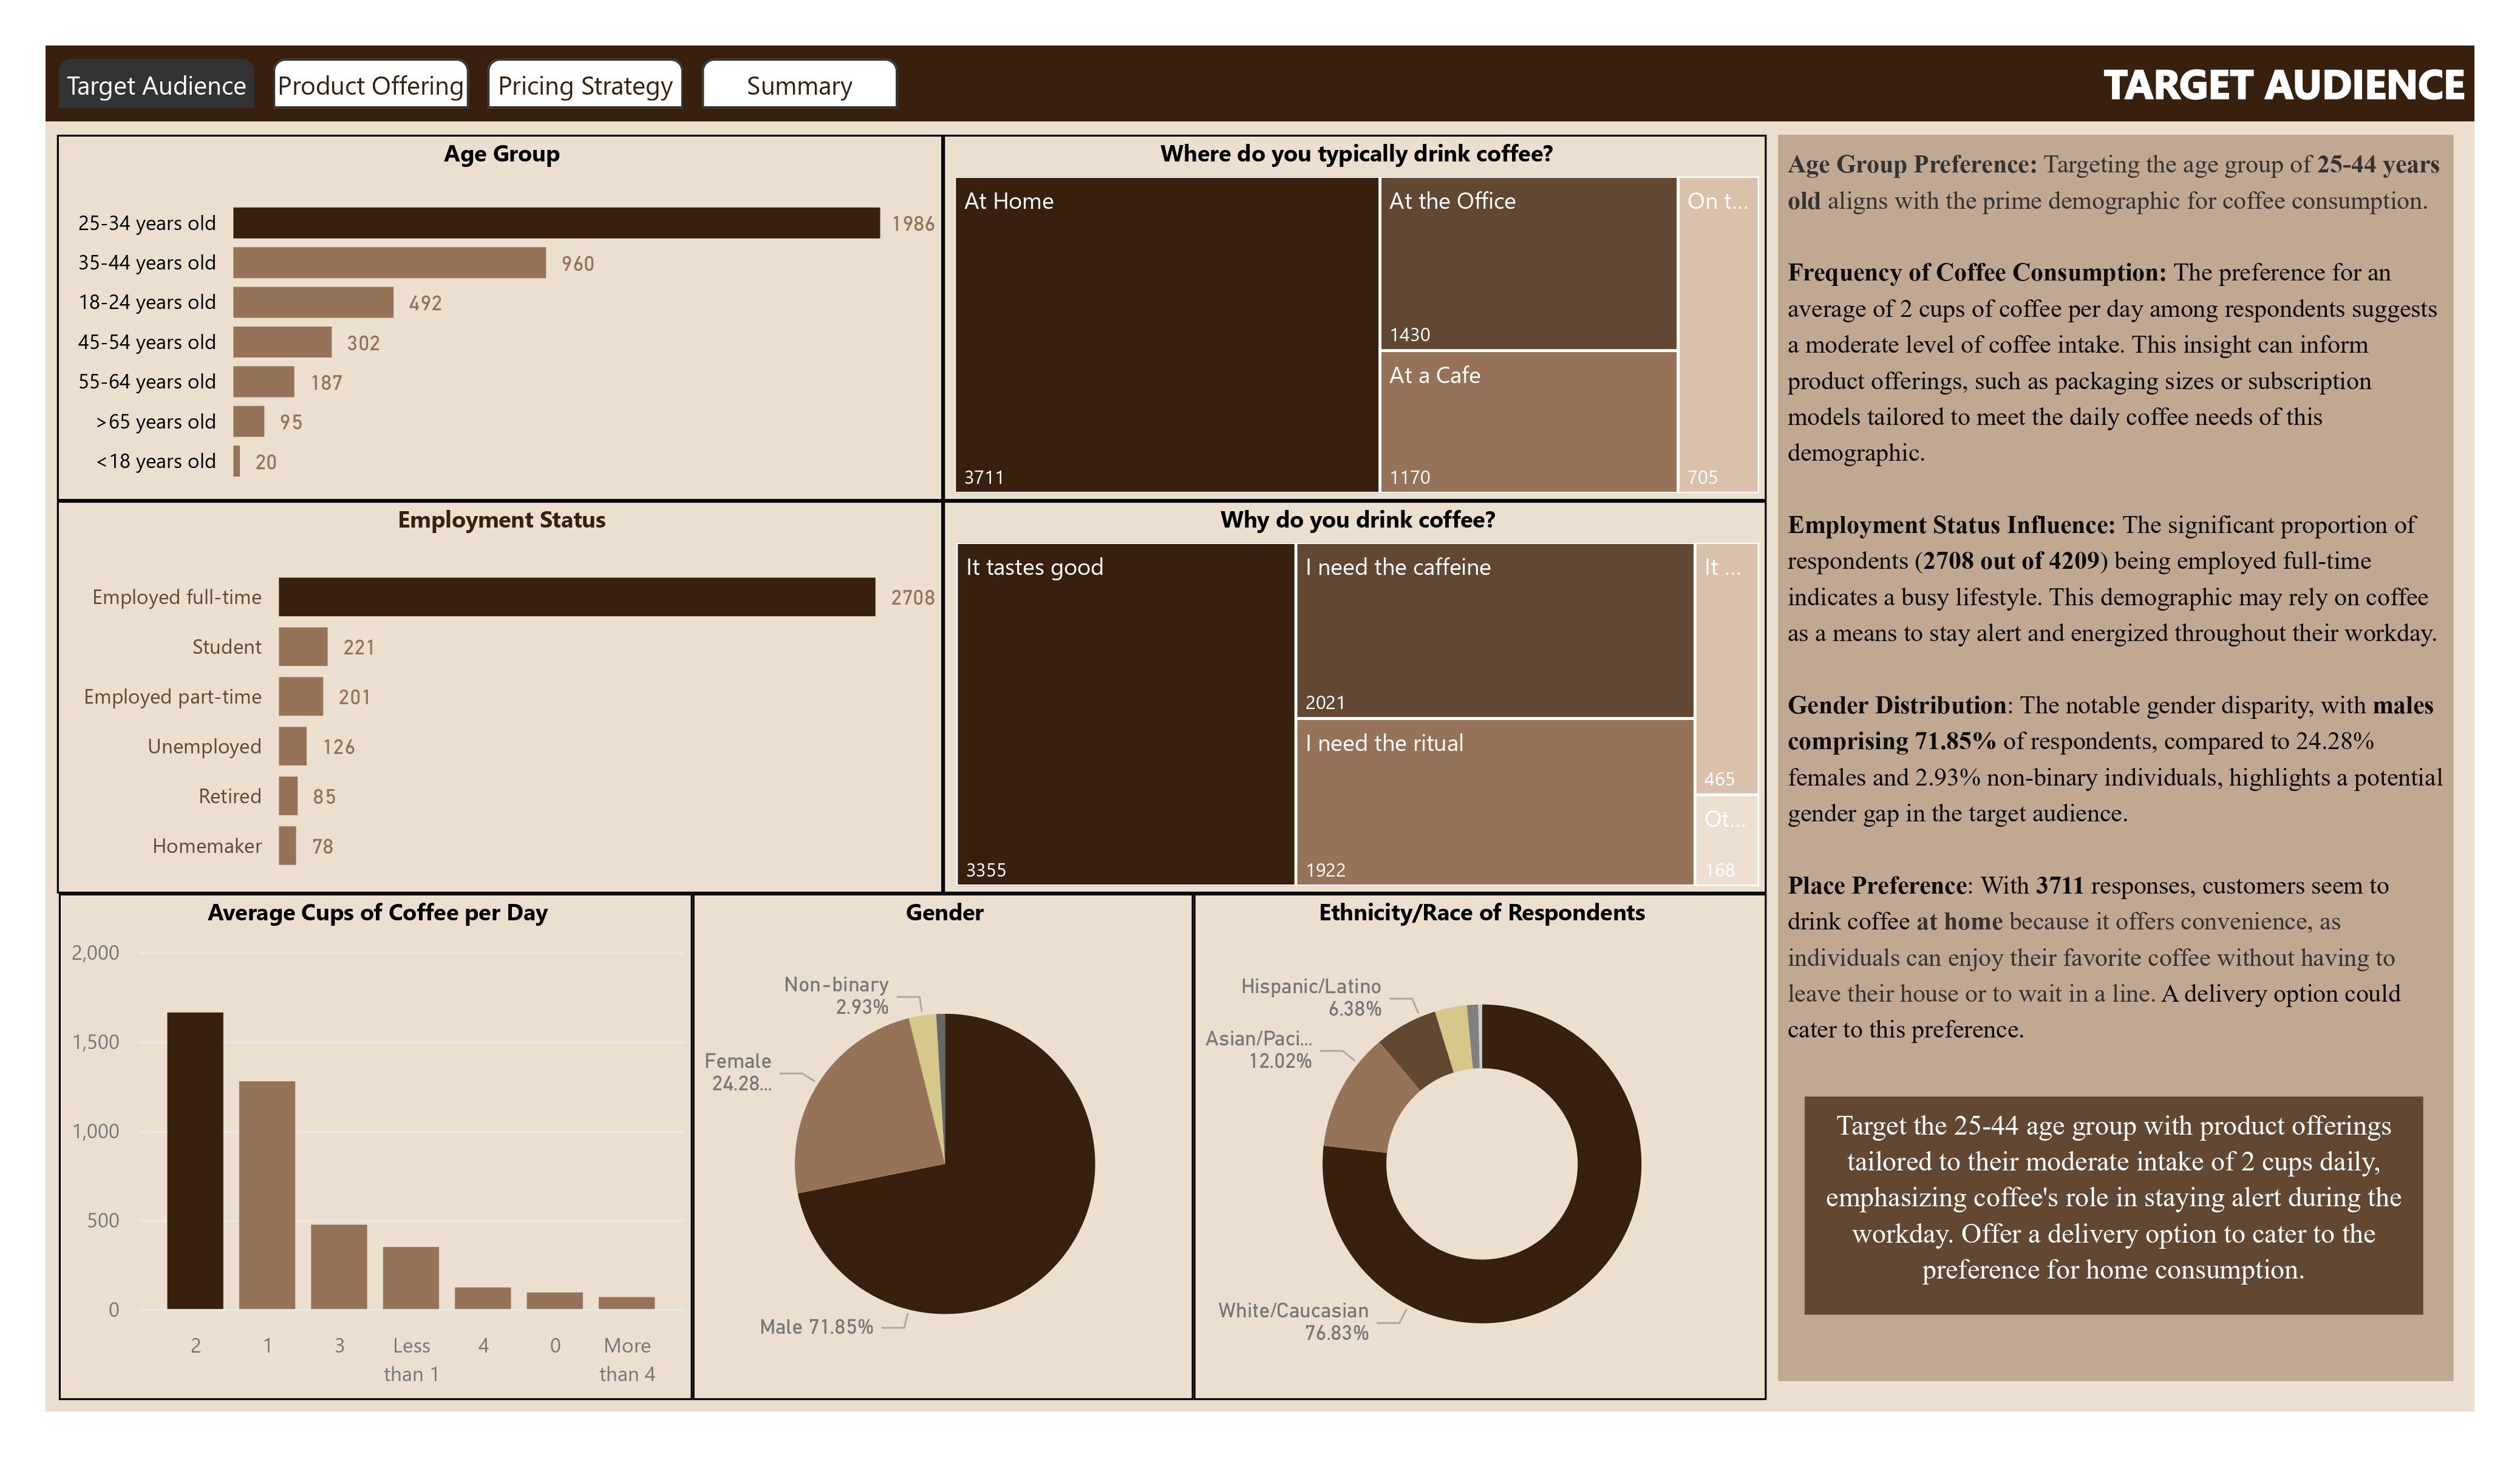 Target Audience
Product Offering
Pricing Strategy
Summary
TARGET AUDIENCE
Age Group
25-34 years old 1986
35-44 years old 960
18-24 years old 492
45-54 years old 302
55-64 years old 187
>65 years old 95
<18 years old 20
Where do you typically drink coffee?
At Home
3711
At the Office
1430
At a Cafe
1170
On t...
705
Employment Status
Employed full-time 2708
Student 221
Employed part-time 201
Unemployed 126
Retired 85
Homemaker 78
Why do you drink coffee?
It tastes good
3355
I need the caffeine
2021
I need the ritual
1922
It ...
465
Ot...
168
Average Cups of Coffee per Day
2,000
1,500
1,000
500
0
2 1 3 Less 4 0 More
than 1 than 4
Gender
Non-binary
2.93%
Female
24.28...
Male 71.85%
Ethnicity/Race of Respondents
Hispanic/Latino
6.38%
Asian/Paci...
12.02%
White/Caucasian
76.83%
Age Group Preference: Targeting the age group of 25-44 years
old aligns with the prime demographic for coffee consumption.
Frequency of Coffee Consumption: The preference for an
average of 2 cups of coffee per day among respondents suggests
a moderate level of coffee intake. This insight can inform
product offerings, such as packaging sizes or subscription
models tailored to meet the daily coffee needs of this
demographic.
Employment Status Influence: The significant proportion of
respondents (2708 out of 4209) being employed full-time
indicates a busy lifestyle. This demographic may rely on coffee
as a means to stay alert and energized throughout their workday.
Gender Distribution: The notable gender disparity, with males
comprising 71.85% of respondents, compared to 24.28%
females and 2.93% non-binary individuals, highlights a potential
gender gap in the target audience.
Place Preference: With 3711 responses, customers seem to
drink coffee at home because it offers convenience, as
individuals can enjoy their favorite coffee without having to
leave their house or to wait in a line. A delivery option could
cater to this preference.
Target the 25-44 age group with product offerings
tailored to their moderate intake of 2 cups daily,
emphasizing coffee's role in staying alert during the
workday. Offer a delivery option to cater to the
preference for home consumption.